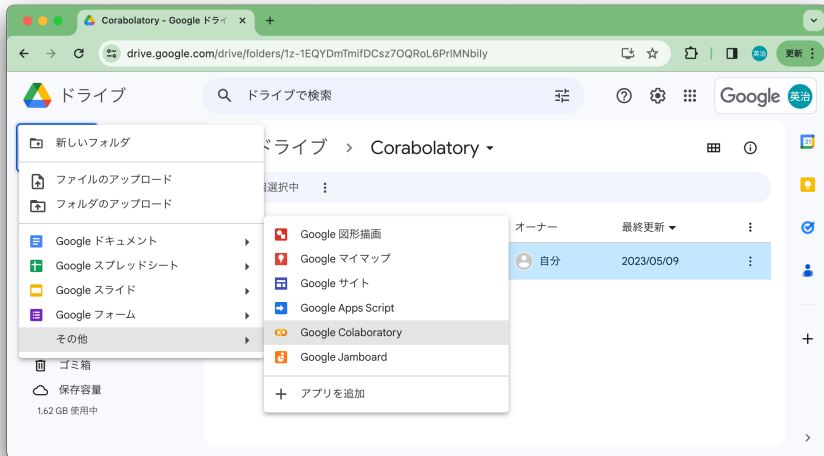 Corabolatory - Google ドライ
drive.google.com/drive/folders/1z-1EQYDmTmifDCsz7OQRoL6PrlMNbily
英治
更新
ドライブ
ドライブで検索
Google 英治
新しいフォルダ
ファイルのアップロード
フォルダのアップロード
Google ドキュメント
Google スプレッドシート
Google スライド
Google フォーム
その他
ゴミ箱
保存容量
1.62 GB 使用中
ドライブ > Corabolatory
選択中
オーナー
最終更新
自分
2023/05/09
Google 図形描画
Google マイマップ
Google サイト
Google Apps Script
Google Colaboratory
Google Jamboard
アプリを追加
31